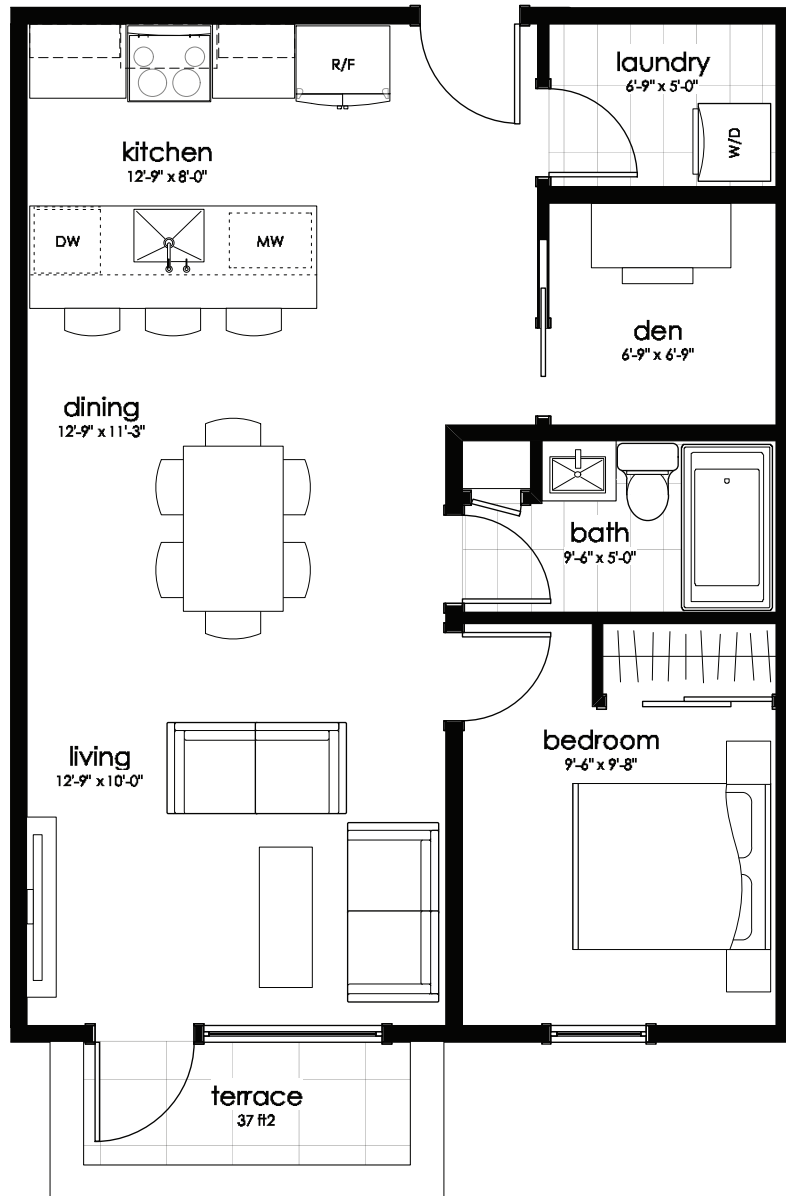 R/F
laundry
6'-9" x 5'-0"
W/D
kitchen
12'-9" x 8'-0"
DW
MW
den
6'-9" x 6'-9"
dining
12'-9" x 11'-3"
bath
9'-6" x 5'-0"
bedroom
9'-6" x 9'-8"
living
12'-9" x 10'-0"
terrace
37 ft2